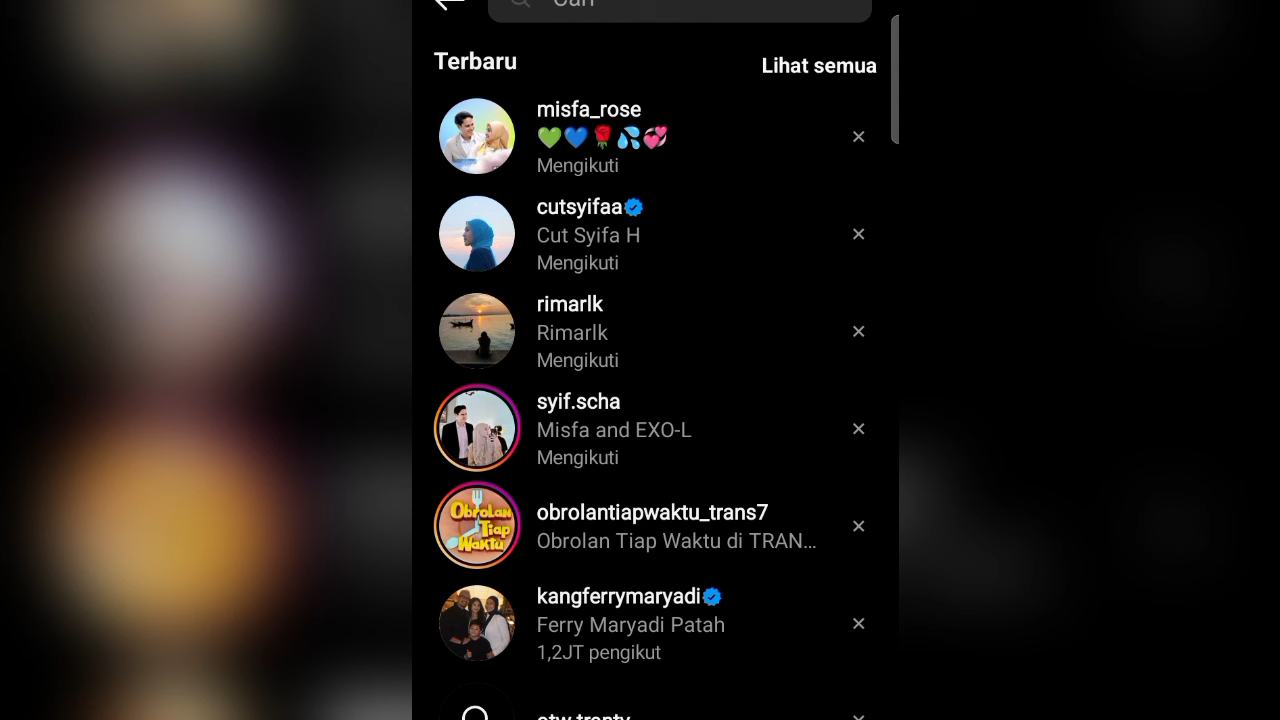 Cari
Terbaru
Lihat semua
misfa_rose
💚💙🌹💦💞
Mengikuti
cutsyifaa
Cut Syifa H
Mengikuti
rimarlk
Rimarlk
Mengikuti
syif.scha
Misfa and EXO-L
Mengikuti
Obrolan
Tiap
Waktu
obrolantiapwaktu_trans7
Obrolan Tiap Waktu di TRAN...
kangferrymaryadi
Ferry Maryadi Patah
1,2JT pengikut